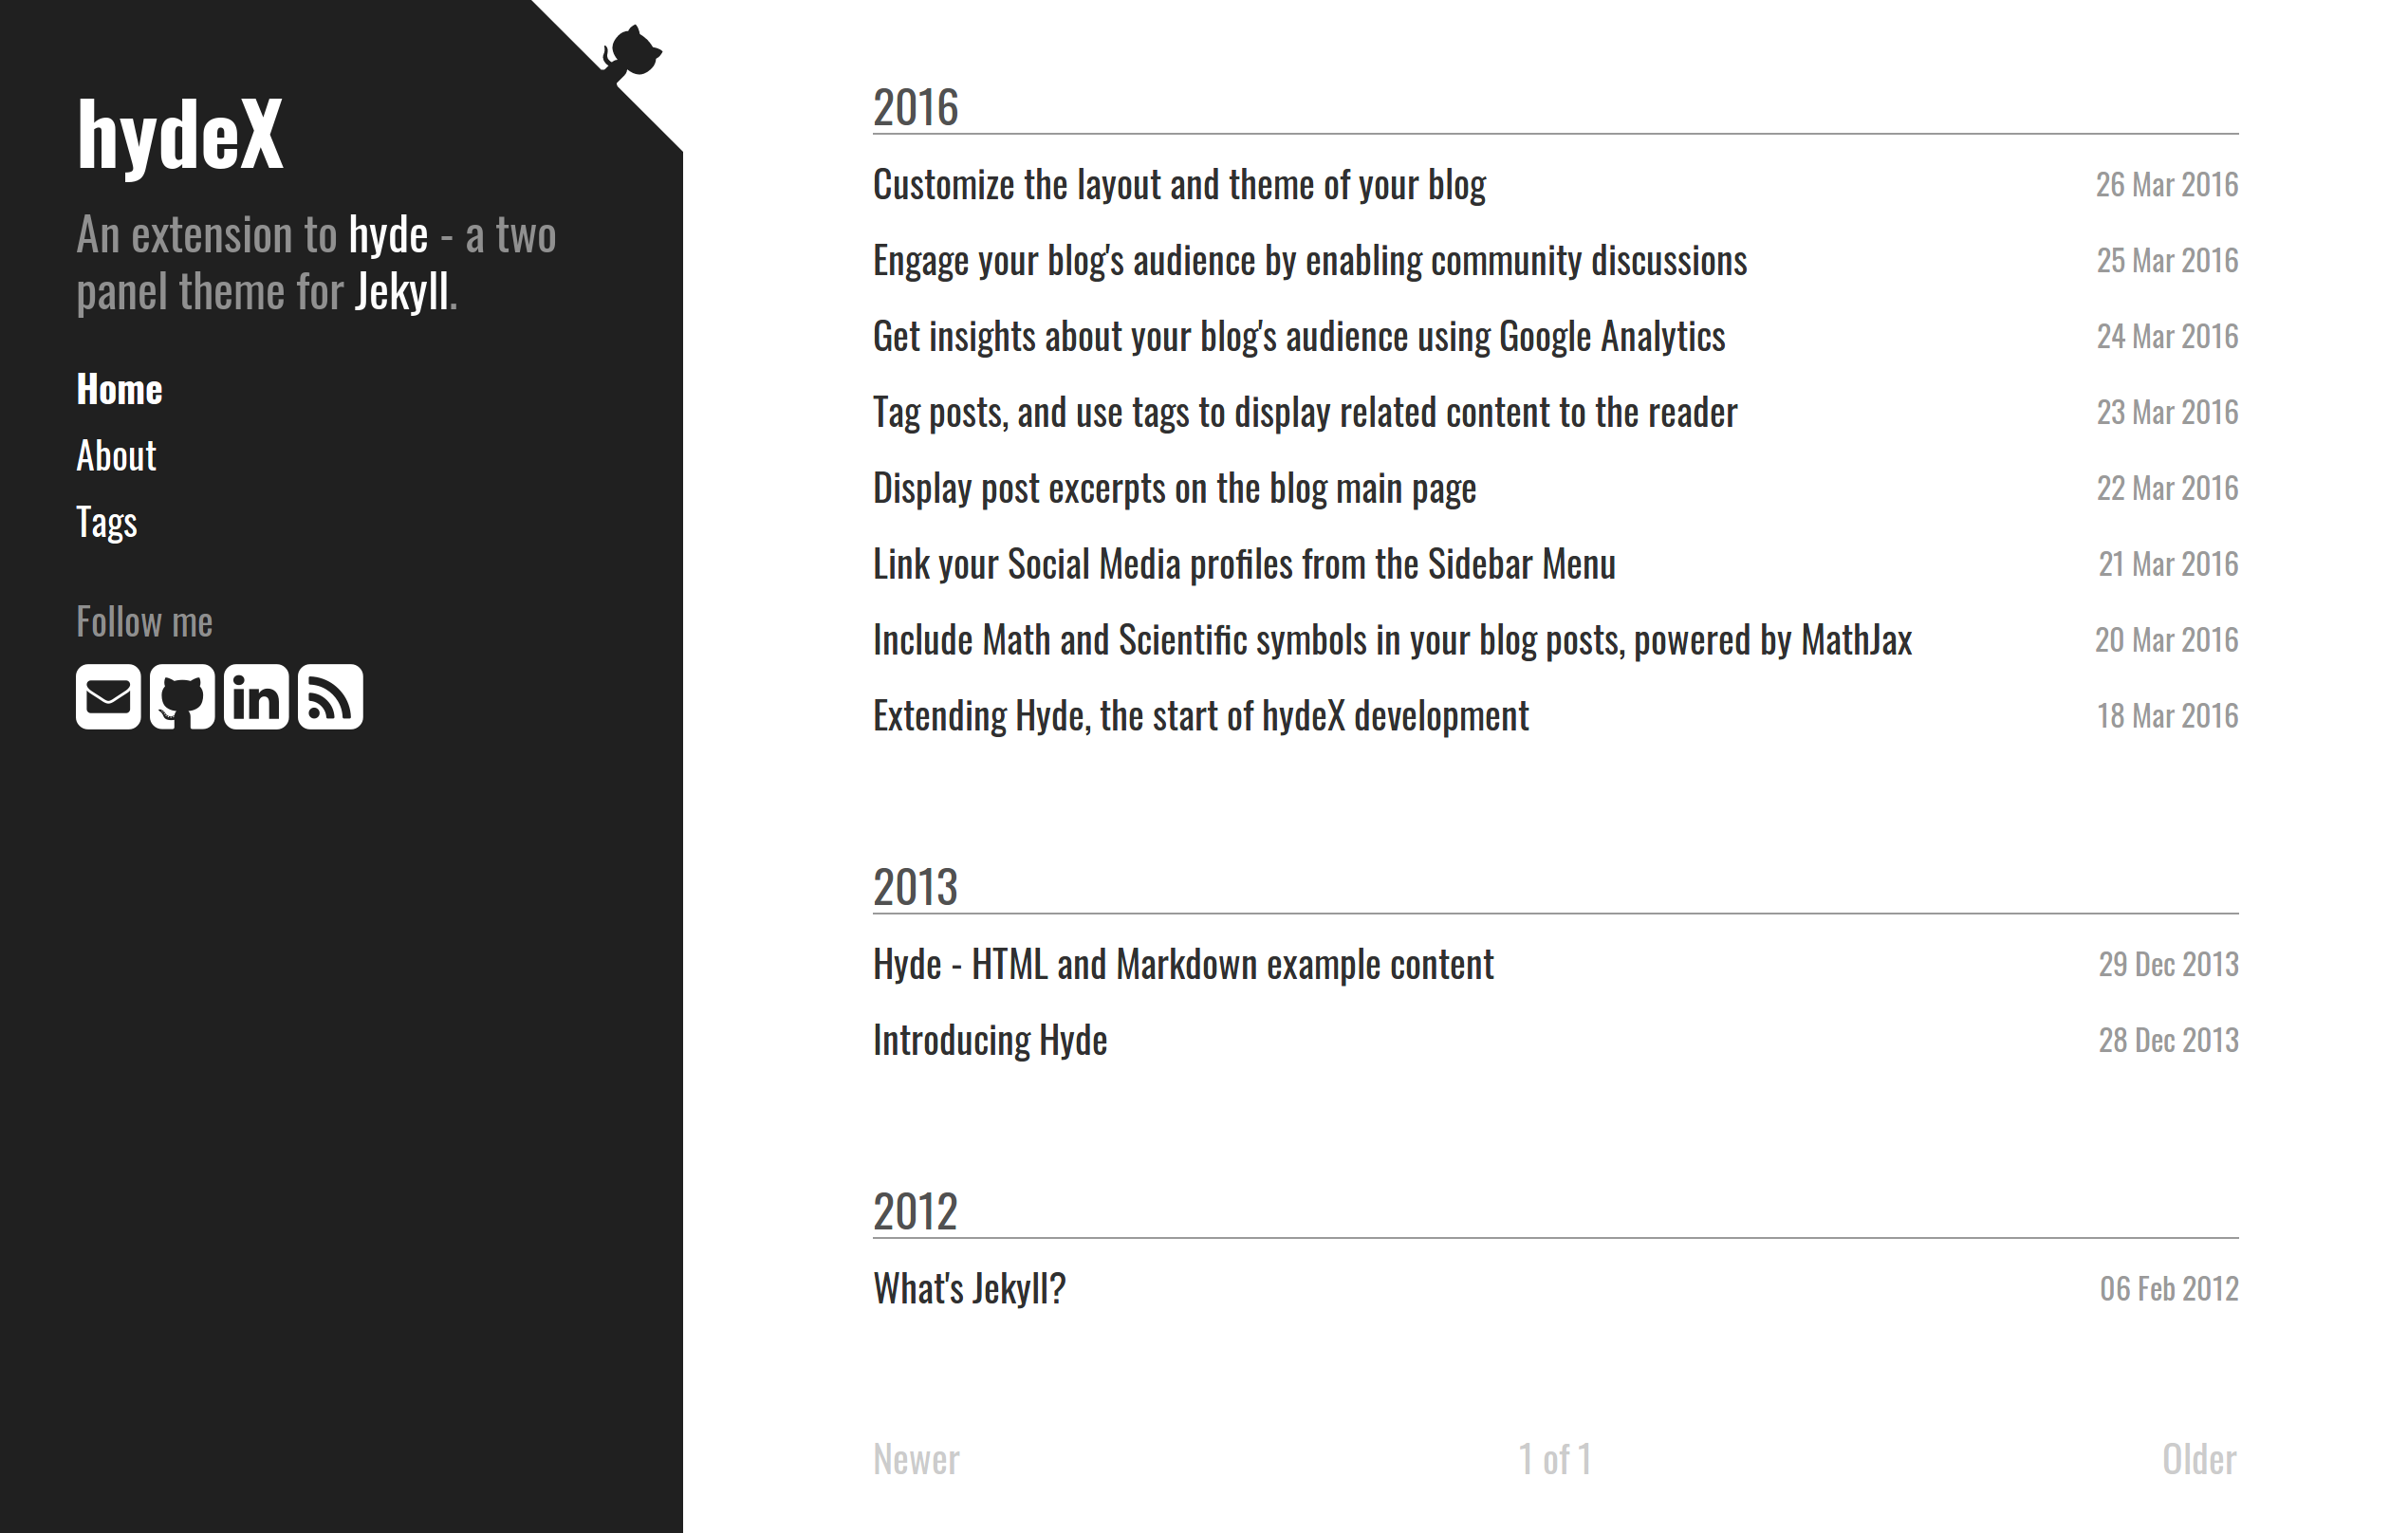 hydeX
An extension to hyde - a two
panel theme for Jekyll.
Home
About
Tags
Follow me
in
2016
Customize the layout and theme of your blog 26 Mar 2016
Engage your blog's audience by enabling community discussions 25 Mar 2016
Get insights about your blog's audience using Google Analytics 24 Mar 2016
Tag posts, and use tags to display related content to the reader 23 Mar 2016
Display post excerpts on the blog main page 22 Mar 2016
Link your Social Media profiles from the Sidebar Menu 21 Mar 2016
Include Math and Scientific symbols in your blog posts, powered by MathJax 20 Mar 2016
Extending Hyde, the start of hydeX development 18 Mar 2016
2013
Hyde - HTML and Markdown example content 29 Dec 2013
Introducing Hyde 28 Dec 2013
2012
What's Jekyll? 06 Feb 2012
Newer 1 of 1 Older